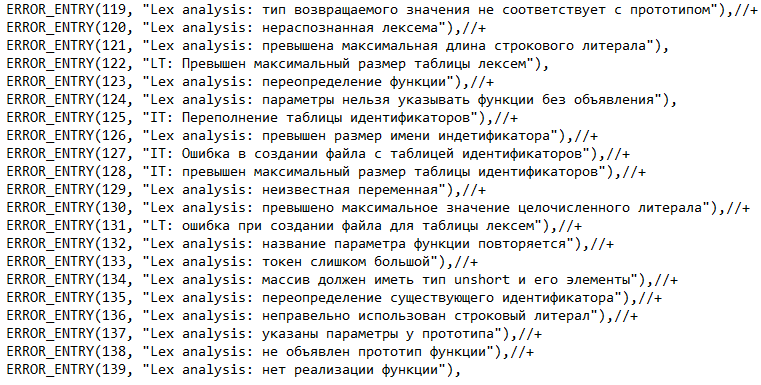 ERROR_ENTRY(119, "Lex analysis: тип возвращаемого значения не соответствует с прототипом"),//+
ERROR_ENTRY(120, "Lex analysis: нераспознанная лексема"),//+
ERROR_ENTRY(121, "Lex analysis: превышена максимальная длина строкового литерала"),
ERROR_ENTRY(122, "LT: Превышен максимальный размер таблицы лексем"),
ERROR_ENTRY(123, "Lex analysis: переопределение функции"),//+
ERROR_ENTRY(124, "Lex analysis: параметры нельзя указывать функции без объявления"),
ERROR_ENTRY(125, "IT: Переполнение таблицы идентификаторов"),//+
ERROR_ENTRY(126, "Lex analysis: превышен размер имени индетификатора"),//+
ERROR_ENTRY(127, "IT: Ошибка в создании файла с таблицей идентификаторов"),//+
ERROR_ENTRY(128, "IT: превышен максимальный размер таблицы идентификаторов"),//+
ERROR_ENTRY(129, "Lex analysis: неизвестная переменная"),//+
ERROR_ENTRY(130, "Lex analysis: превышено максимальное значение целочисленного литерала"),//+
ERROR_ENTRY(131, "LT: ошибка при создании файла для таблицы лексем"),//+
ERROR_ENTRY(132, "Lex analysis: название параметра функции повторяется"),//+
ERROR_ENTRY(133, "Lex analysis: токен слишком большой"),//+
ERROR_ENTRY(134, "Lex analysis: массив должен иметь тип unshort и его элементы"),//+
ERROR_ENTRY(135, "Lex analysis: переопределение существующего идентификатора"),//+
ERROR_ENTRY(136, "Lex analysis: неправельно использован строковый литерал"),//+
ERROR_ENTRY(137, "Lex analysis: указаны параметры у прототипа"),//+
ERROR_ENTRY(138, "Lex analysis: не объявлен прототип функции"),//+
ERROR_ENTRY(139, "Lex analysis: нет реализации функции"),